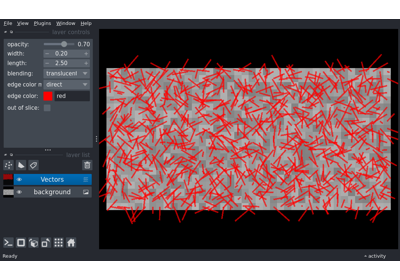 File View Plugins Window Help
layer controls
opacity: 0.70
width: 0.20
length: 2.50
blending: translucent
edge color m direct
edge color: red
out of slice:
layer list
Vectors
background
Ready
activity